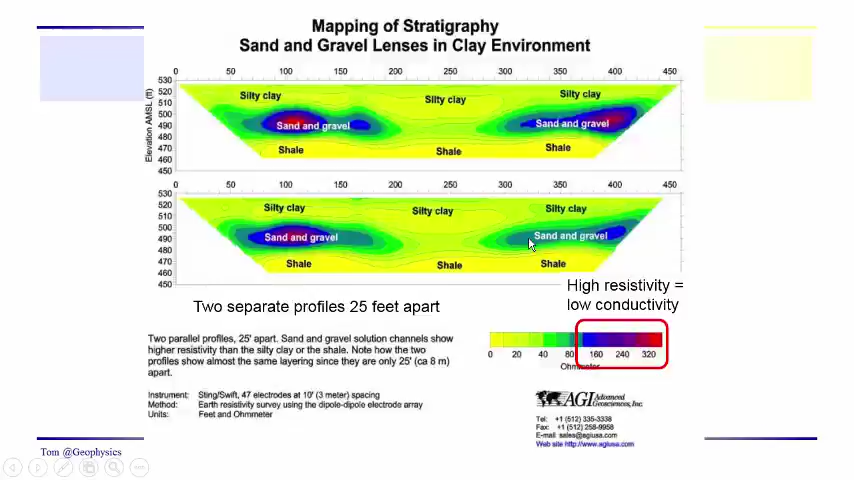 Mapping of Stratigraphy
Sand and Gravel Lenses in Clay Environment
0 50 100 150 200 250 300 350 400 450
530
520
510
500
490
480
470
460
450
Elevation AMSL (ft)
Silty clay
Silty clay
Silty clay
Sand and gravel
Sand and gravel
Shale
Shale
Shale
0 50 100 150 200 250 300 350 400 450
530
520
510
500
490
480
470
460
450
Silty clay
Silty clay
Silty clay
Sand and gravel
Sand and gravel
Shale
Shale
Shale
Two separate profiles 25 feet apart
High resistivity =
low conductivity
0 20 40 80 160 240 320
Two parallel profiles, 25' apart. Sand and gravel solution channels show
higher resistivity than the silty clay or the shale. Note how the two
profiles show almost the same layering since they are only 25' (ca 8 m)
apart.
Instrument: Sting/Swift, 47 electrodes at 10' (3 meter) spacing
Method: Earth resistivity survey using the dipole-dipole electrode array
Units: Feet and Ohmmeter
AGI Advanced
Geosciences, Inc.
Tel: +1 (512) 335-3338
Fax: +1 (512) 258-9958
E-mail: sales@agiusa.com
Web site http://www.agiusa.com
Tom @Geophysics